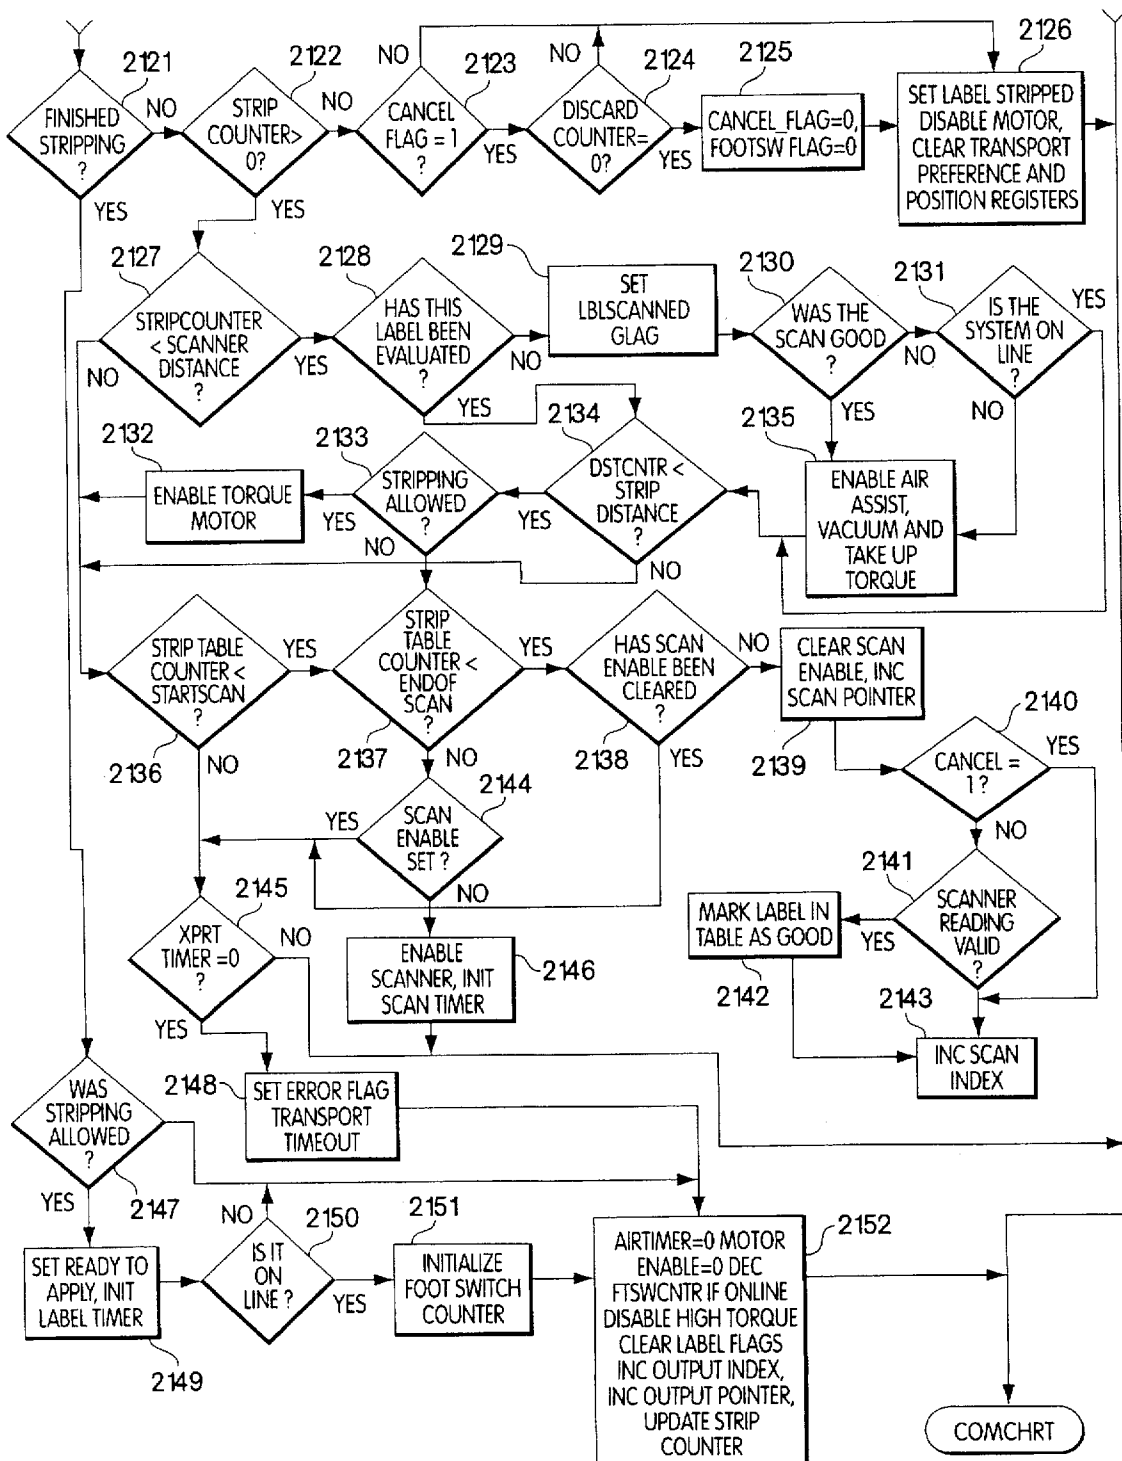 2121
FINISHED
STRIPPING
?
NO
YES
2122
STRIP
COUNTER>
0?
NO
YES
NO
2123
CANCEL
FLAG = 1
?
YES
NO
2124
DISCARD
COUNTER=
0?
YES
2125
CANCEL_FLAG=0,
FOOTSW FLAG=0
2126
SET LABEL STRIPPED
DISABLE MOTOR,
CLEAR TRANSPORT
PREFERENCE AND
POSITION REGISTERS
2127
STRIPCOUNTER
< SCANNER
DISTANCE
?
NO
YES
2128
HAS THIS
LABEL BEEN
EVALUATED
?
NO
YES
2129
SET
LBLSCANNED
GLAG
2130
WAS THE
SCAN GOOD
?
NO
YES
2131
IS THE
SYSTEM ON
LINE
?
YES
NO
2132
ENABLE TORQUE
MOTOR
2133
STRIPPING
ALLOWED
?
YES
NO
2134
DSTCNTR <
STRIP
DISTANCE
?
YES
NO
2135
ENABLE AIR
ASSIST,
VACUUM AND
TAKE UP
TORQUE
STRIP TABLE
COUNTER <
STARTSCAN
?
2136
YES
NO
STRIP
TABLE
COUNTER <
ENDOF
SCAN
?
2137
YES
NO
HAS SCAN
ENABLE BEEN
CLEARED
?
2138
NO
YES
CLEAR SCAN
ENABLE, INC
SCAN POINTER
2139
2140
CANCEL =
1?
YES
NO
2144
SCAN
ENABLE
SET ?
YES
NO
2141
SCANNER
READING
VALID
?
YES
MARK LABEL IN
TABLE AS GOOD
2142
2143
INC SCAN
INDEX
2145
XPRT
TIMER =0
?
NO
YES
ENABLE
SCANNER, INIT
SCAN TIMER
2146
2148
SET ERROR FLAG
TRANSPORT
TIMEOUT
WAS
STRIPPING
ALLOWED
?
YES
2147
SET READY TO
APPLY, INIT
LABEL TIMER
2149
NO
2150
IS IT
ON
LINE ?
YES
2151
INITIALIZE
FOOT SWITCH
COUNTER
2152
AIRTIMER=0 MOTOR
ENABLE=0 DEC
FTSWCNTR IF ONLINE
DISABLE HIGH TORQUE
CLEAR LABEL FLAGS
INC OUTPUT INDEX,
INC OUTPUT POINTER,
UPDATE STRIP
COUNTER
COMCHRT